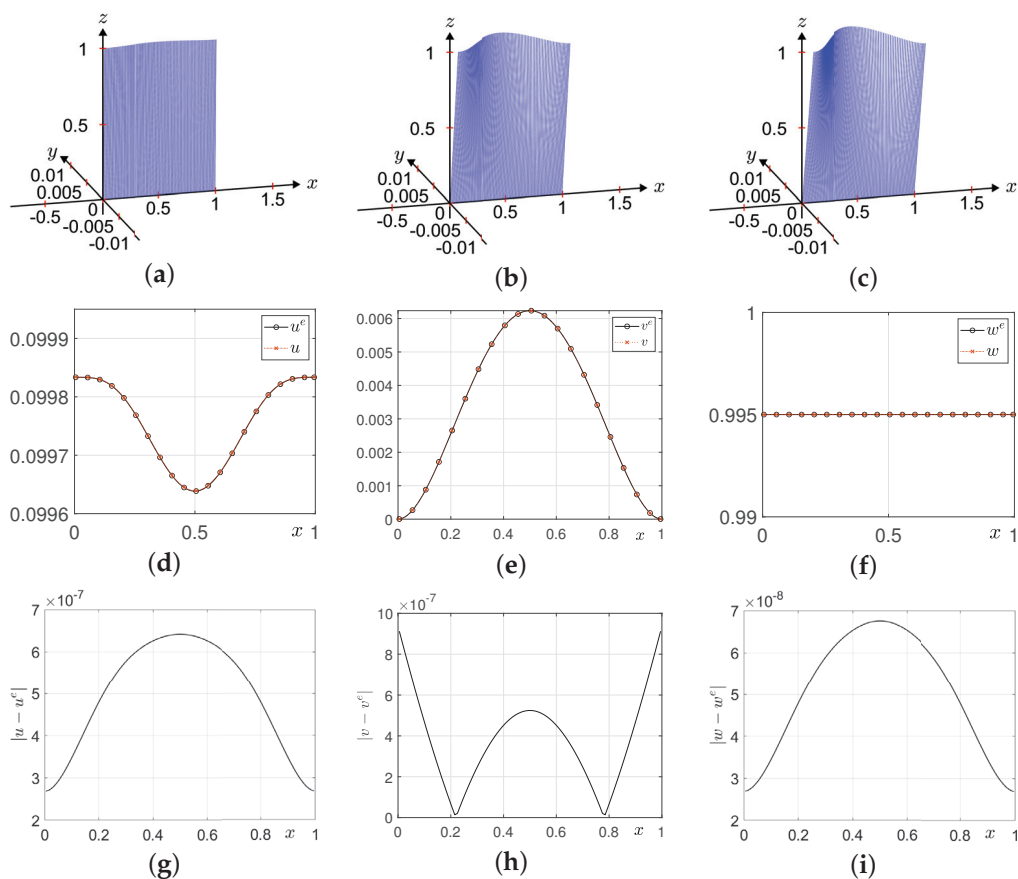 z
1
0.5
y
0.01
0.005
0
-0.5
-0.005
-0.01
0.5
1
1.5
x
(a)
z
1
0.5
y
0.01
0.005
0
-0.5
-0.005
-0.01
0.5
1
1.5
x
(b)
z
1
0.5
y
0.01
0.005
0
-0.5
-0.005
-0.01
0.5
1
1.5
x
(c)
0.0999
0.0998
0.0997
0.0996
u^e
u
0
0.5
x
1
(d)
0.006
0.005
0.004
0.003
0.002
0.001
0
v^e
v
0
0.2
0.4
0.6
0.8
x
1
(e)
1
0.995
0.99
w^e
w
0
0.5
x
1
(f)
×10^-7
7
6
5
4
3
2
|u − u^e|
0
0.2
0.4
0.6
0.8
x
1
(g)
×10^-7
10
8
6
4
2
0
|v − v^e|
0
0.2
0.4
0.6
0.8
x
1
(h)
×10^-8
7
6
5
4
3
2
|w − w^e|
0
0.2
0.4
0.6
0.8
x
1
(i)